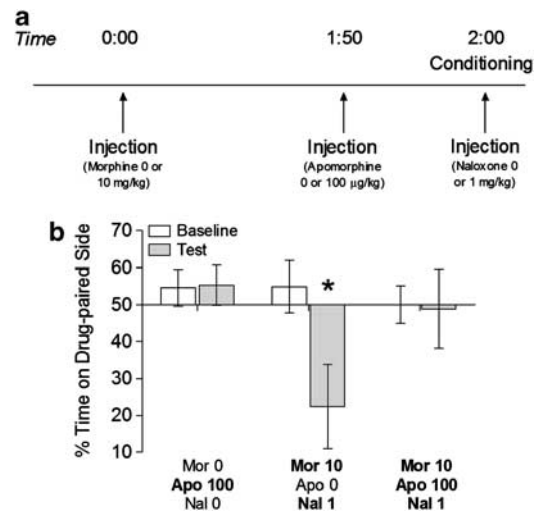 a
Time 0:00 1:50 2:00
Conditioning
Injection Injection Injection
(Morphine 0 or (Apomorphine (Naloxone 0
10 mg/kg) 0 or 100 µg/kg) or 1 mg/kg)
b
% Time on Drug-paired Side
70
60
50
40
30
20
10
Baseline
Test
*
Mor 0 Mor 10 Mor 10
Apo 100 Apo 0 Apo 100
Nal 0 Nal 1 Nal 1